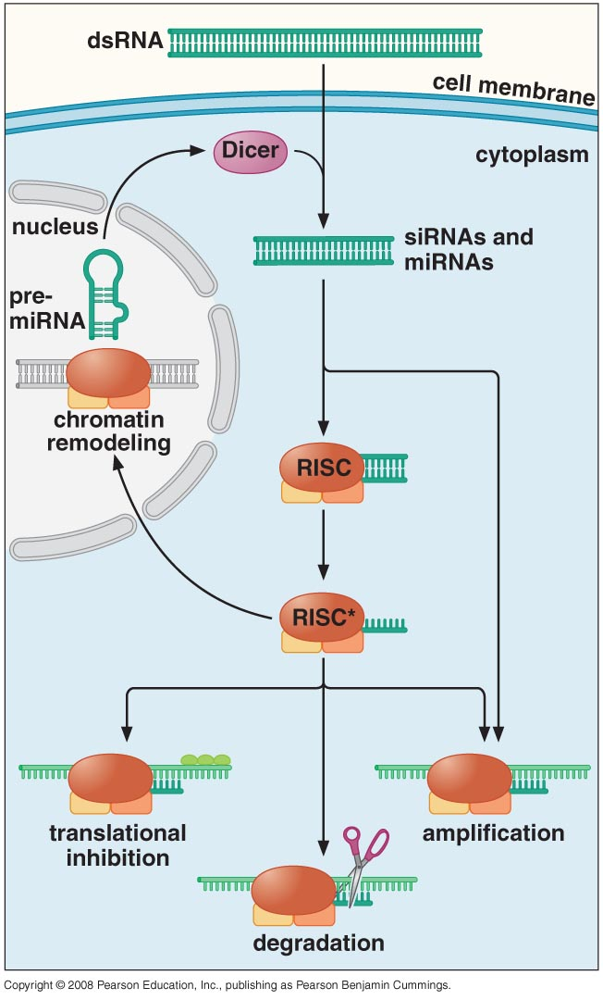 dsRNA
cell membrane
Dicer
cytoplasm
nucleus
siRNAs and
miRNAs
pre-
miRNA
chromatin
remodeling
RISC
RISC*
translational
inhibition
amplification
degradation
Copyright © 2008 Pearson Education, Inc., publishing as Pearson Benjamin Cummings.